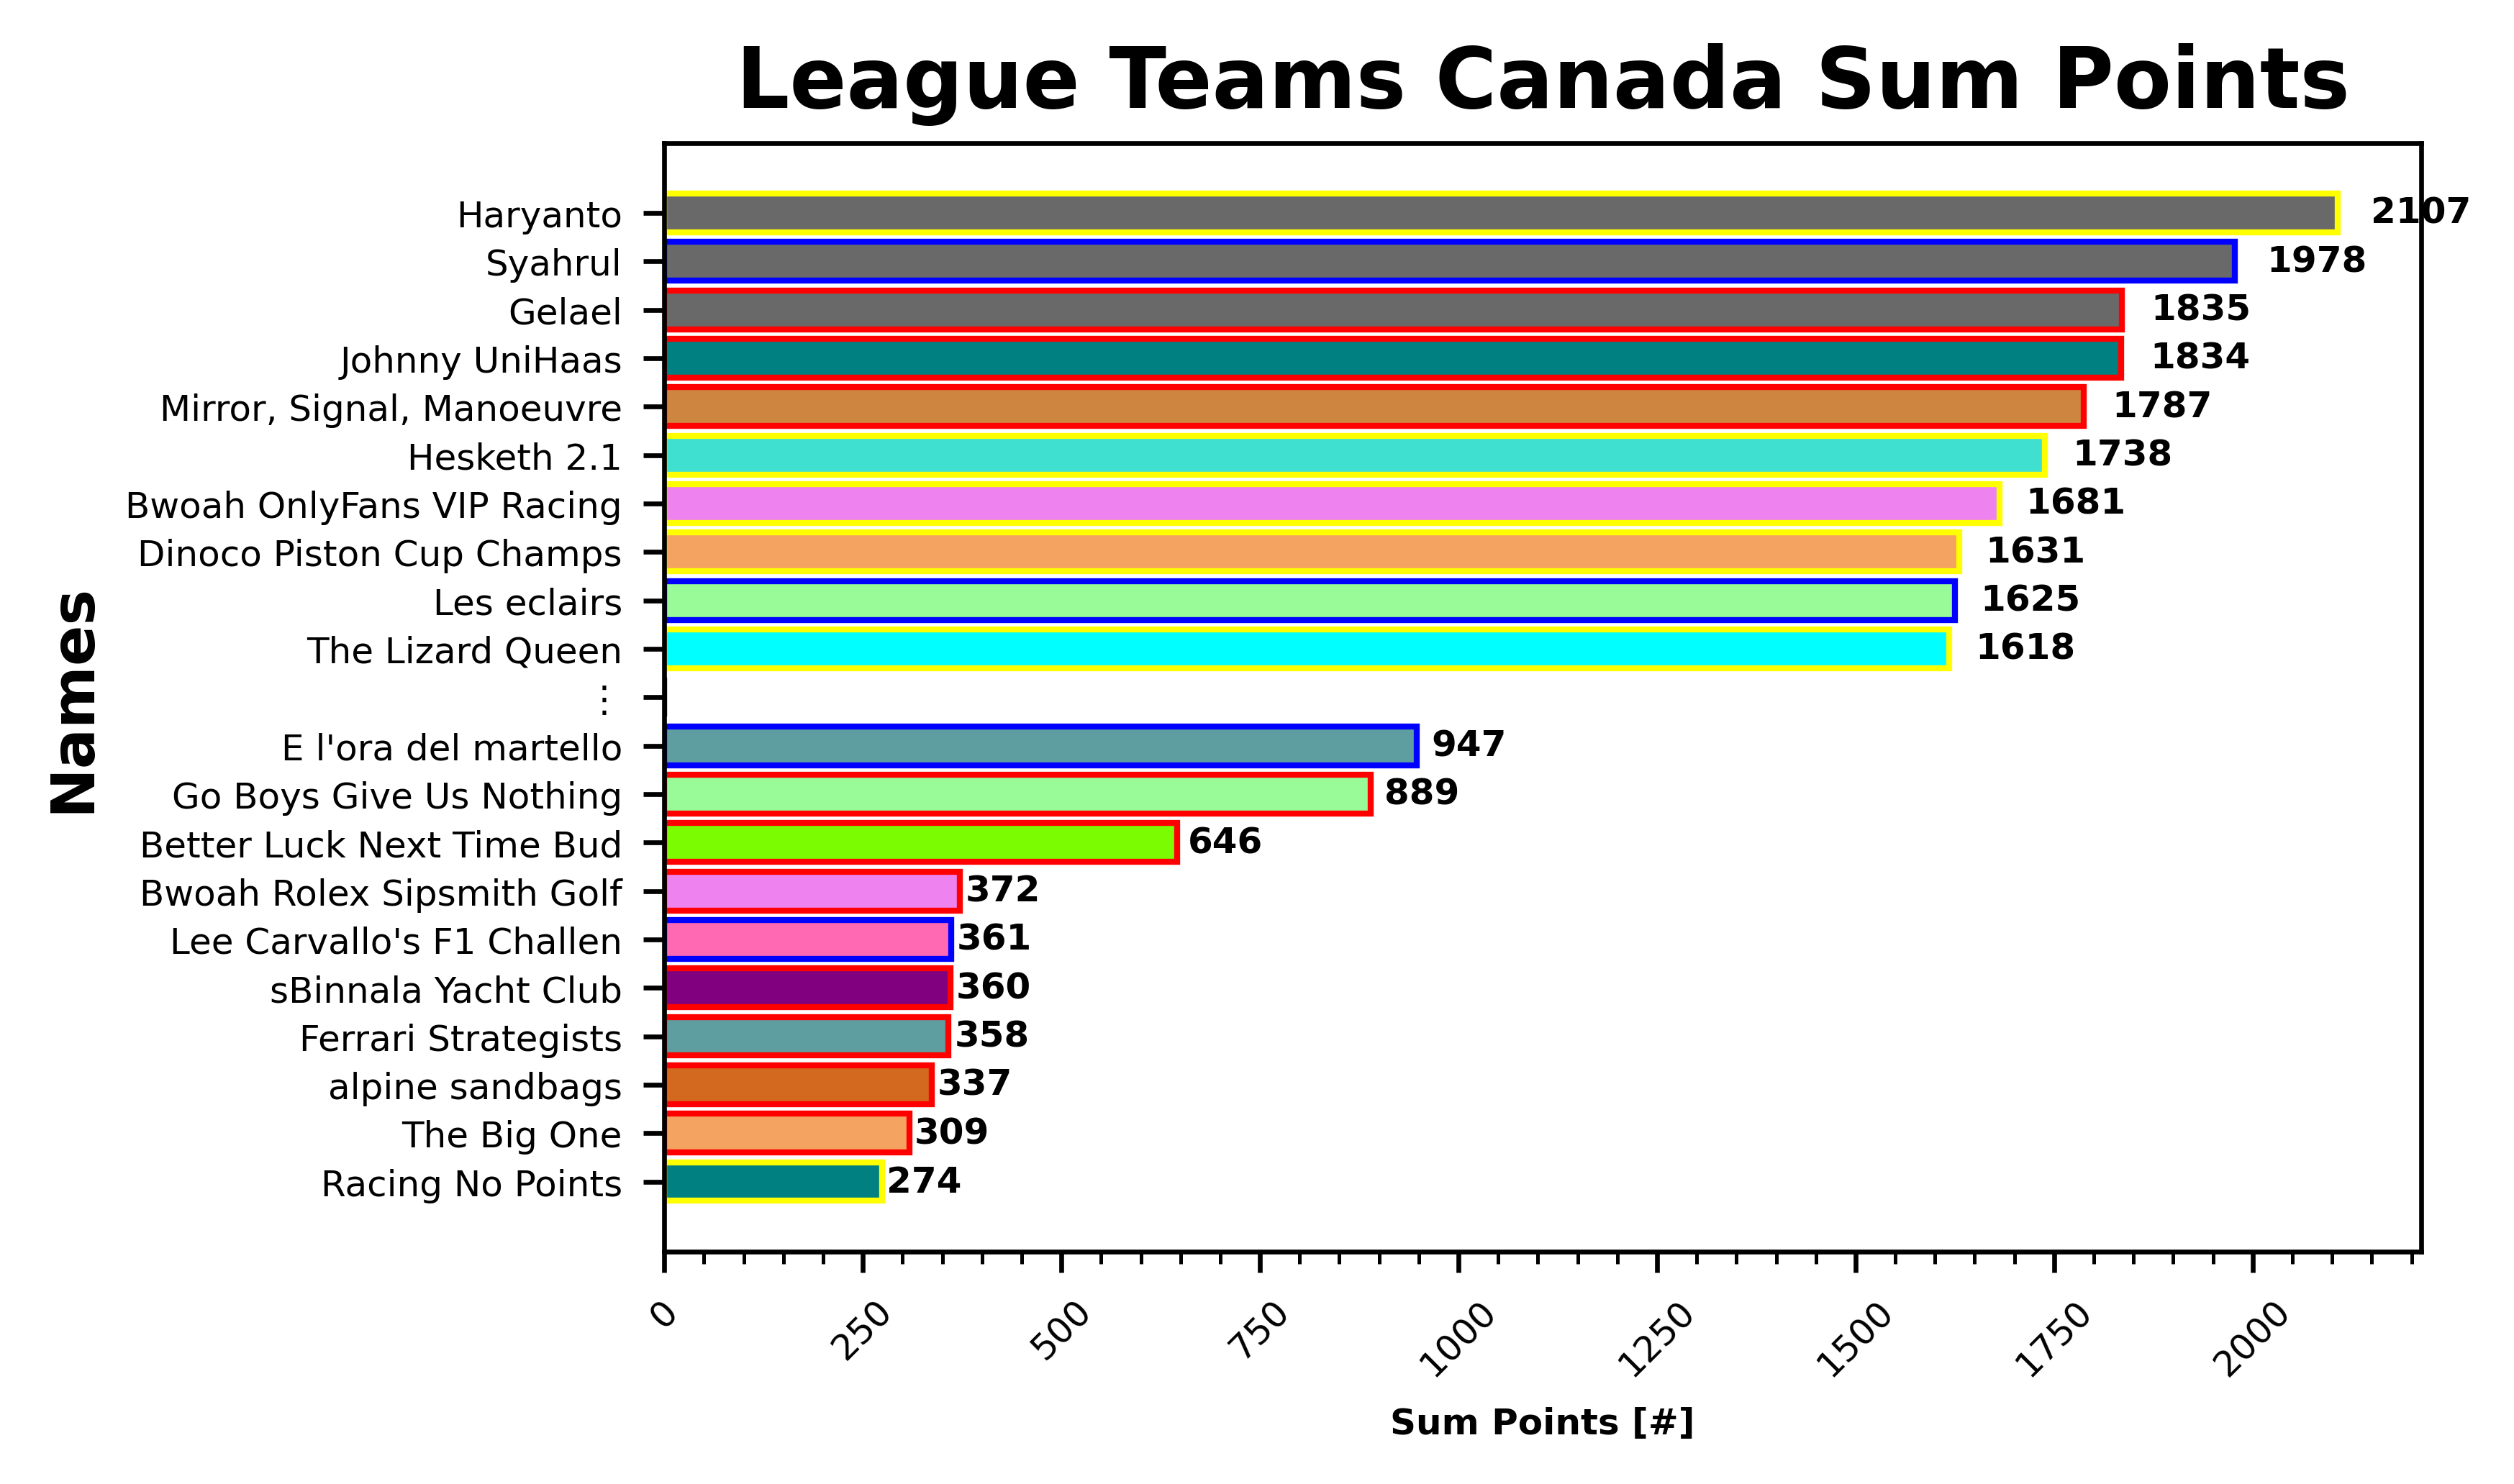 League Teams Canada Sum Points
Names
Haryanto 2107
Syahrul 1978
Gelael 1835
Johnny UniHaas 1834
Mirror, Signal, Manoeuvre 1787
Hesketh 2.1 1738
Bwoah OnlyFans VIP Racing 1681
Dinoco Piston Cup Champs 1631
Les eclairs 1625
The Lizard Queen 1618
⋮
E l'ora del martello 947
Go Boys Give Us Nothing 889
Better Luck Next Time Bud 646
Bwoah Rolex Sipsmith Golf 372
Lee Carvallo's F1 Challen 361
sBinnala Yacht Club 360
Ferrari Strategists 358
alpine sandbags 337
The Big One 309
Racing No Points 274
0 250 500 750 1000 1250 1500 1750 2000
Sum Points [#]